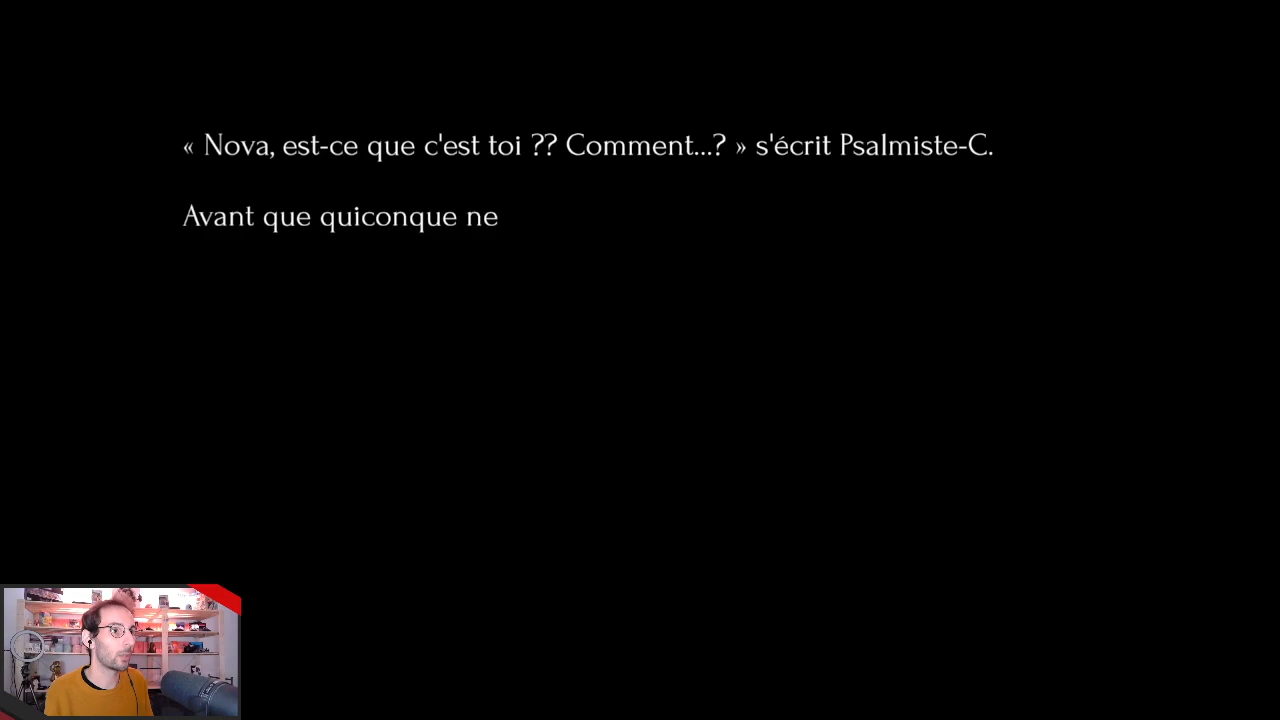 « Nova, est-ce que c'est toi ?? Comment...? » s'écrit Psalmiste-C.
Avant que quiconque ne